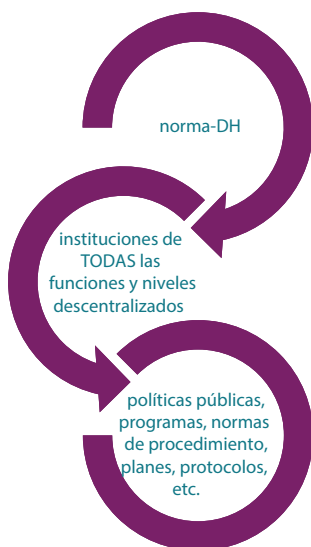 norma-DH
instituciones de
TODAS las
funciones y niveles
descentralizados
políticas públicas,
programas, normas
de procedimiento,
planes, protocolos,
etc.